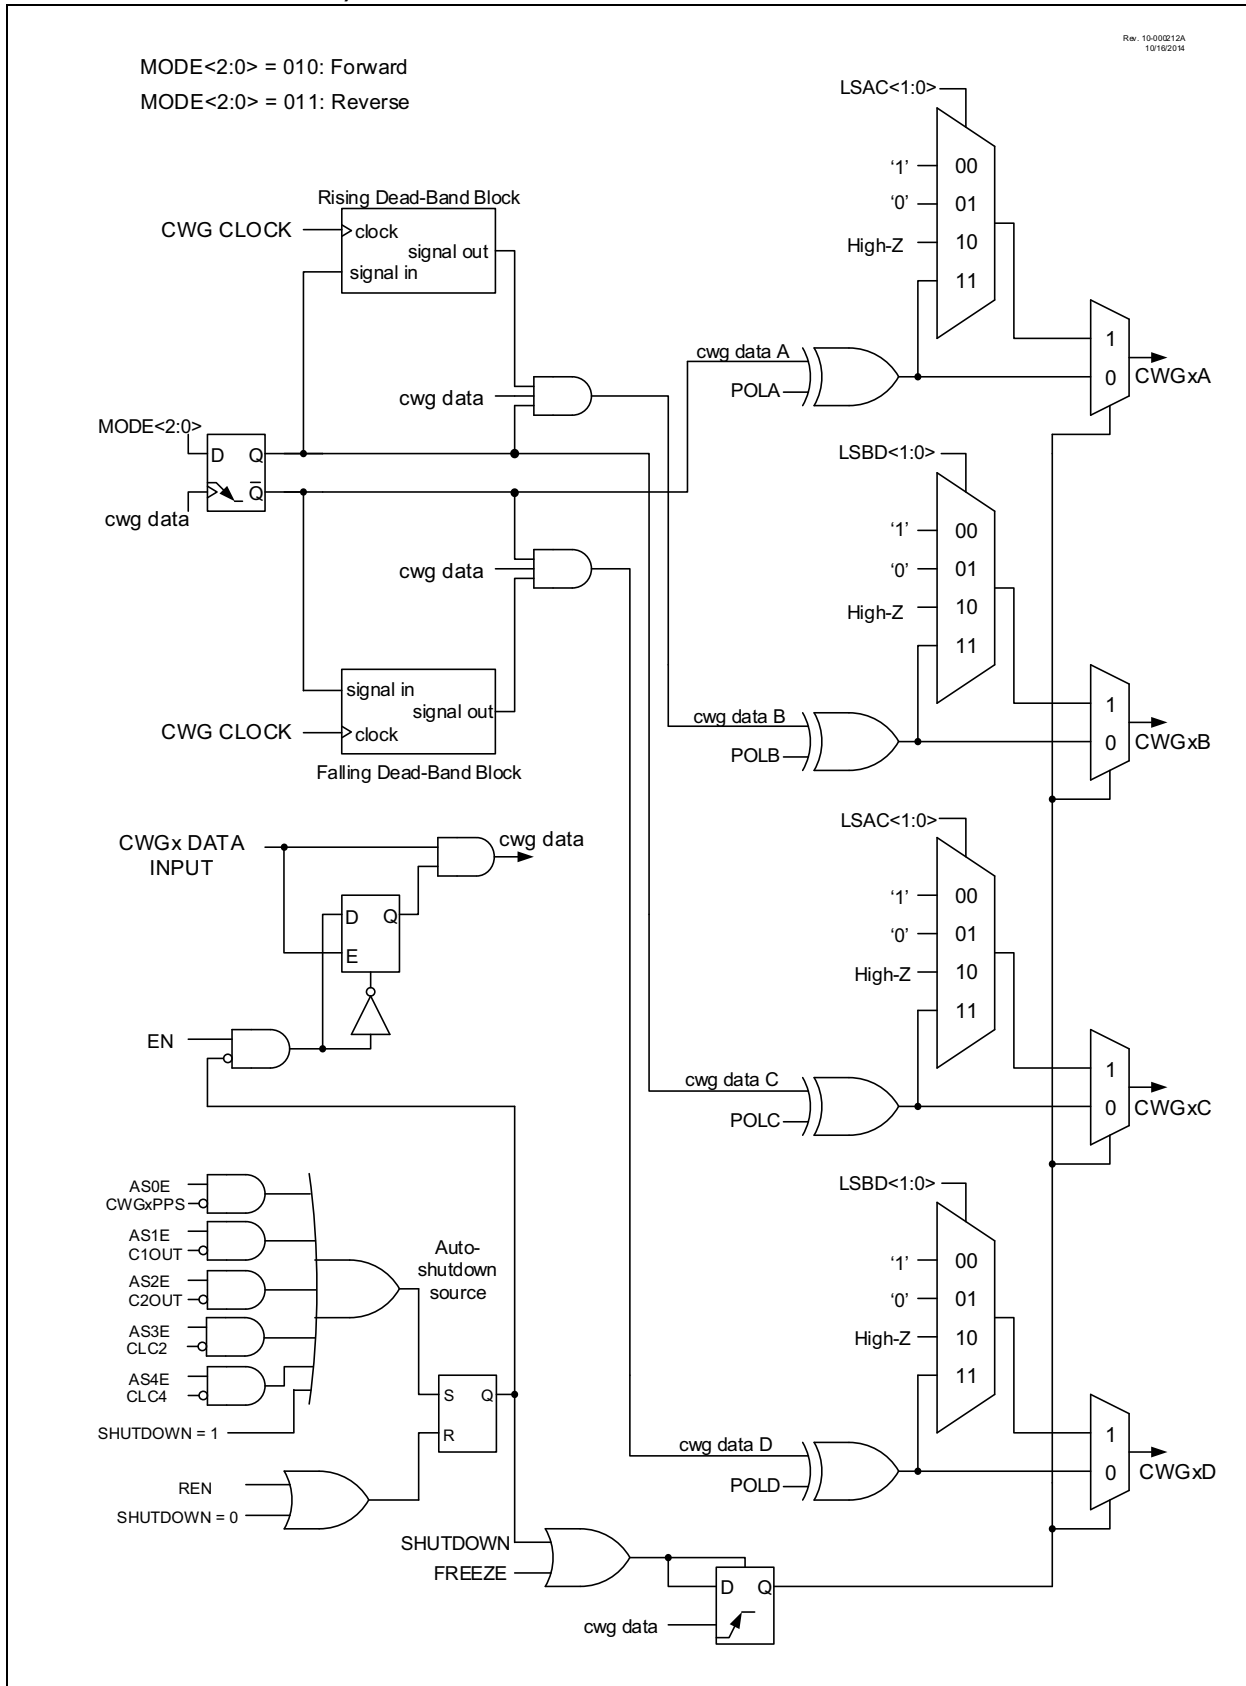 Rev. 10-000212A
10/16/2014
MODE<2:0> = 010: Forward
MODE<2:0> = 011: Reverse
LSAC<1:0>
'1'
00
'0'
01
High-Z
10
11
1
0
CWGxA
cwg data A
POLA
Rising Dead-Band Block
CWG CLOCK
clock
signal out
signal in
cwg data
MODE<2:0>
D
Q
Q
cwg data
cwg data
signal in
signal out
CWG CLOCK
clock
Falling Dead-Band Block
LSBD<1:0>
'1'
00
'0'
01
High-Z
10
11
1
0
CWGxB
cwg data B
POLB
CWGx DATA
INPUT
cwg data
D
Q
E
EN
LSAC<1:0>
'1'
00
'0'
01
High-Z
10
11
1
0
CWGxC
cwg data C
POLC
AS0E
CWGxPPS
AS1E
C1OUT
AS2E
C2OUT
AS3E
CLC2
AS4E
CLC4
SHUTDOWN = 1
Auto-
shutdown
source
S
Q
R
REN
SHUTDOWN = 0
LSBD<1:0>
'1'
00
'0'
01
High-Z
10
11
1
0
CWGxD
cwg data D
POLD
SHUTDOWN
FREEZE
D
Q
cwg data